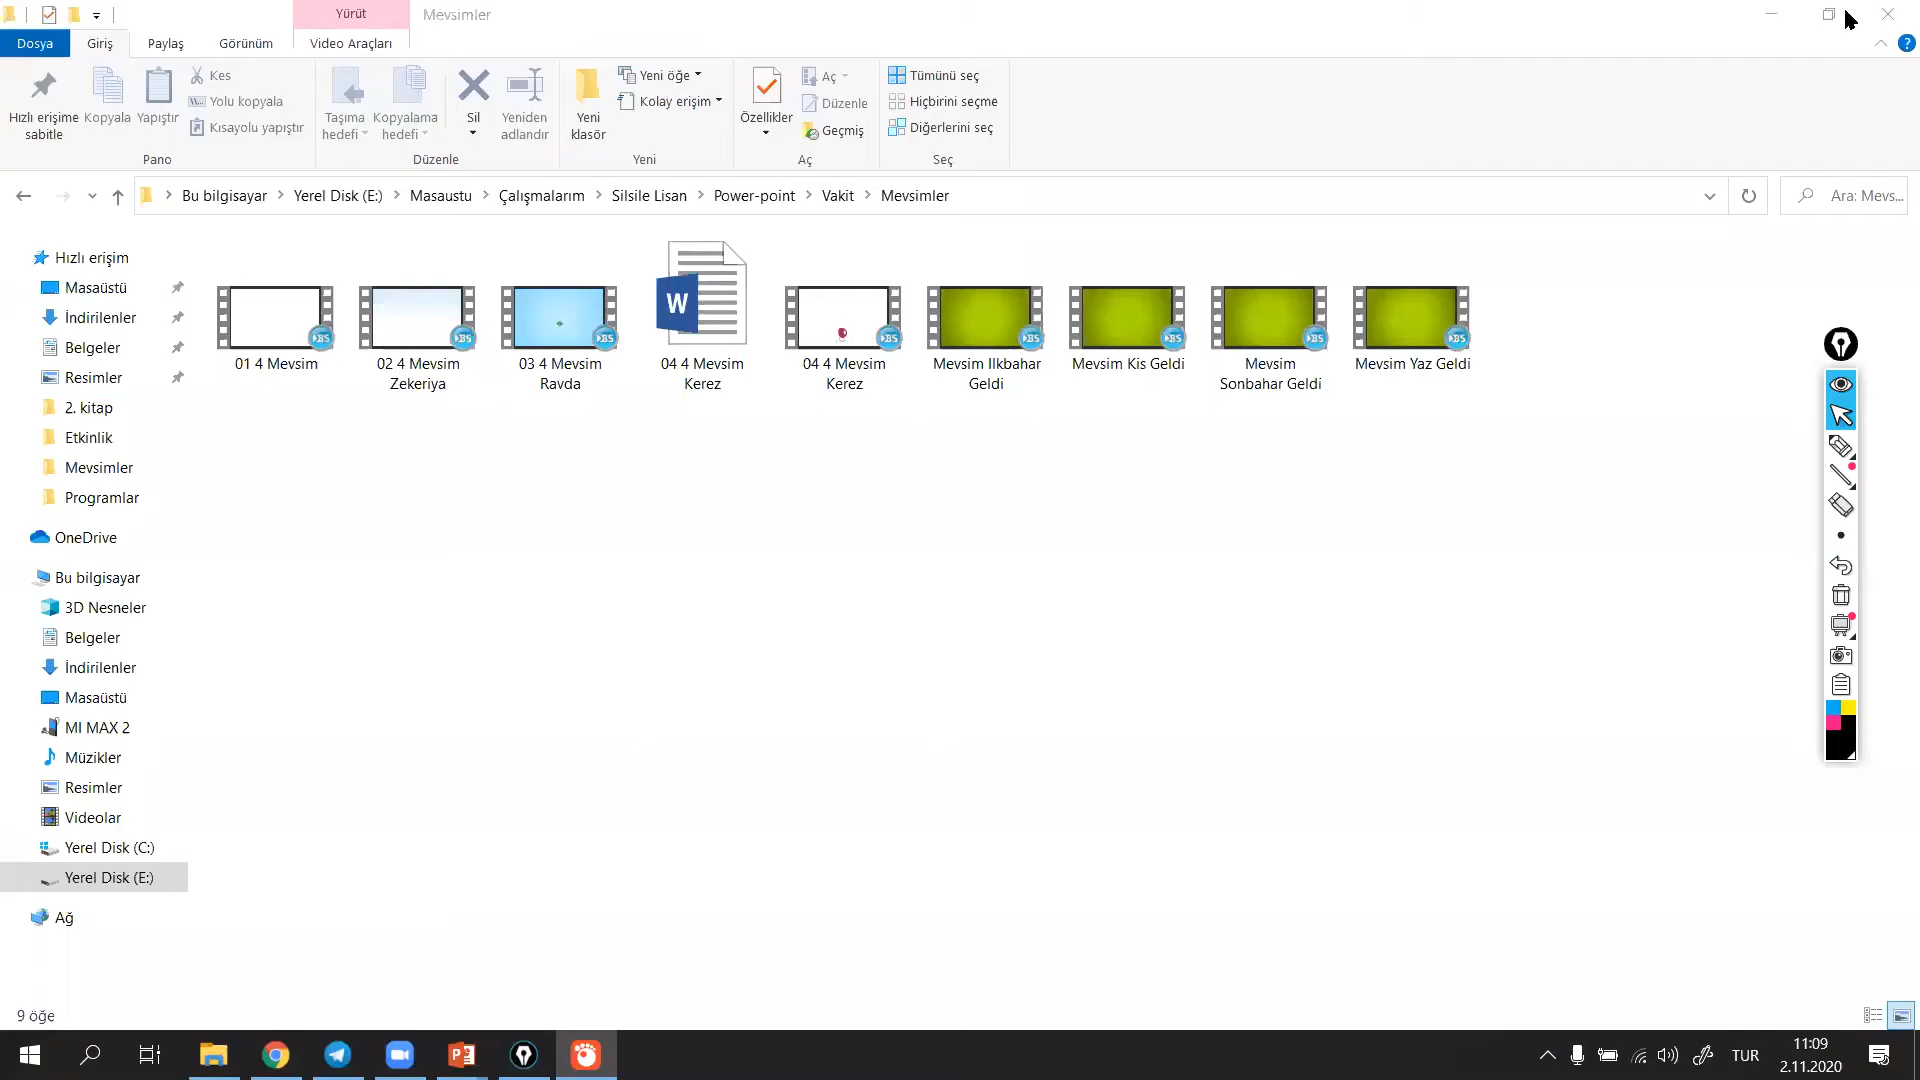 Yürüt
Mevsimler
Dosya
Giriş
Paylaş
Görünüm
Video Araçları
Hızlı erişime
sabitle
Kopyala
Yapıştır
Kes
Yolu kopyala
Kısayolu yapıştır
Pano
Taşıma
hedefi
Kopyalama
hedefi
Sil
Yeniden
adlandır
Düzenle
Yeni
klasör
Yeni öğe
Kolay erişim
Yeni
Özellikler
Aç
Düzenle
Geçmiş
Aç
Tümünü seç
Hiçbirini seçme
Diğerlerini seç
Seç
Bu bilgisayar
Yerel Disk (E:)
Masaustu
Çalışmalarım
Silsile Lisan
Power-point
Vakit
Mevsimler
Ara: Mevs...
Hızlı erişim
Masaüstü
İndirilenler
Belgeler
Resimler
2. kitap
Etkinlik
Mevsimler
Programlar
OneDrive
Bu bilgisayar
3D Nesneler
Belgeler
İndirilenler
Masaüstü
MI MAX 2
Müzikler
Resimler
Videolar
Yerel Disk (C:)
Yerel Disk (E:)
Ağ
01 4 Mevsim
02 4 Mevsim
Zekeriya
03 4 Mevsim
Ravda
04 4 Mevsim
Kerez
04 4 Mevsim
Kerez
Mevsim Ilkbahar
Geldi
Mevsim Kis Geldi
Mevsim
Sonbahar Geldi
Mevsim Yaz Geldi
9 öğe
TUR
11:09
2.11.2020